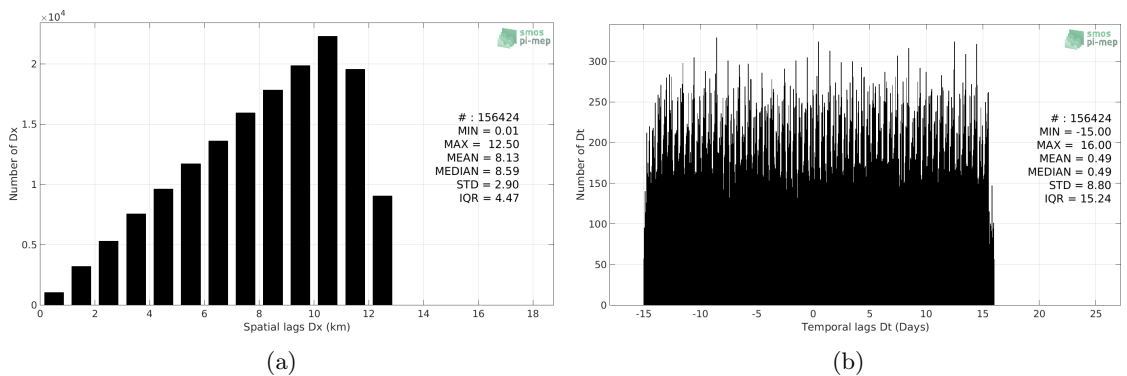 ×10⁴
2
1.5
1
0.5
0
Number of Dx
0 2 4 6 8 10 12 14 16 18
Spatial lags Dx (km)
smos
pi-mep
# : 156424
MIN = 0.01
MAX = 12.50
MEAN = 8.13
MEDIAN = 8.59
STD = 2.90
IQR = 4.47
(a)
300
250
200
150
100
50
0
Number of Dt
-15 -10 -5 0 5 10 15 20 25
Temporal lags Dt (Days)
smos
pi-mep
# : 156424
MIN = -15.00
MAX = 16.00
MEAN = 0.49
MEDIAN = 0.49
STD = 8.80
IQR = 15.24
(b)